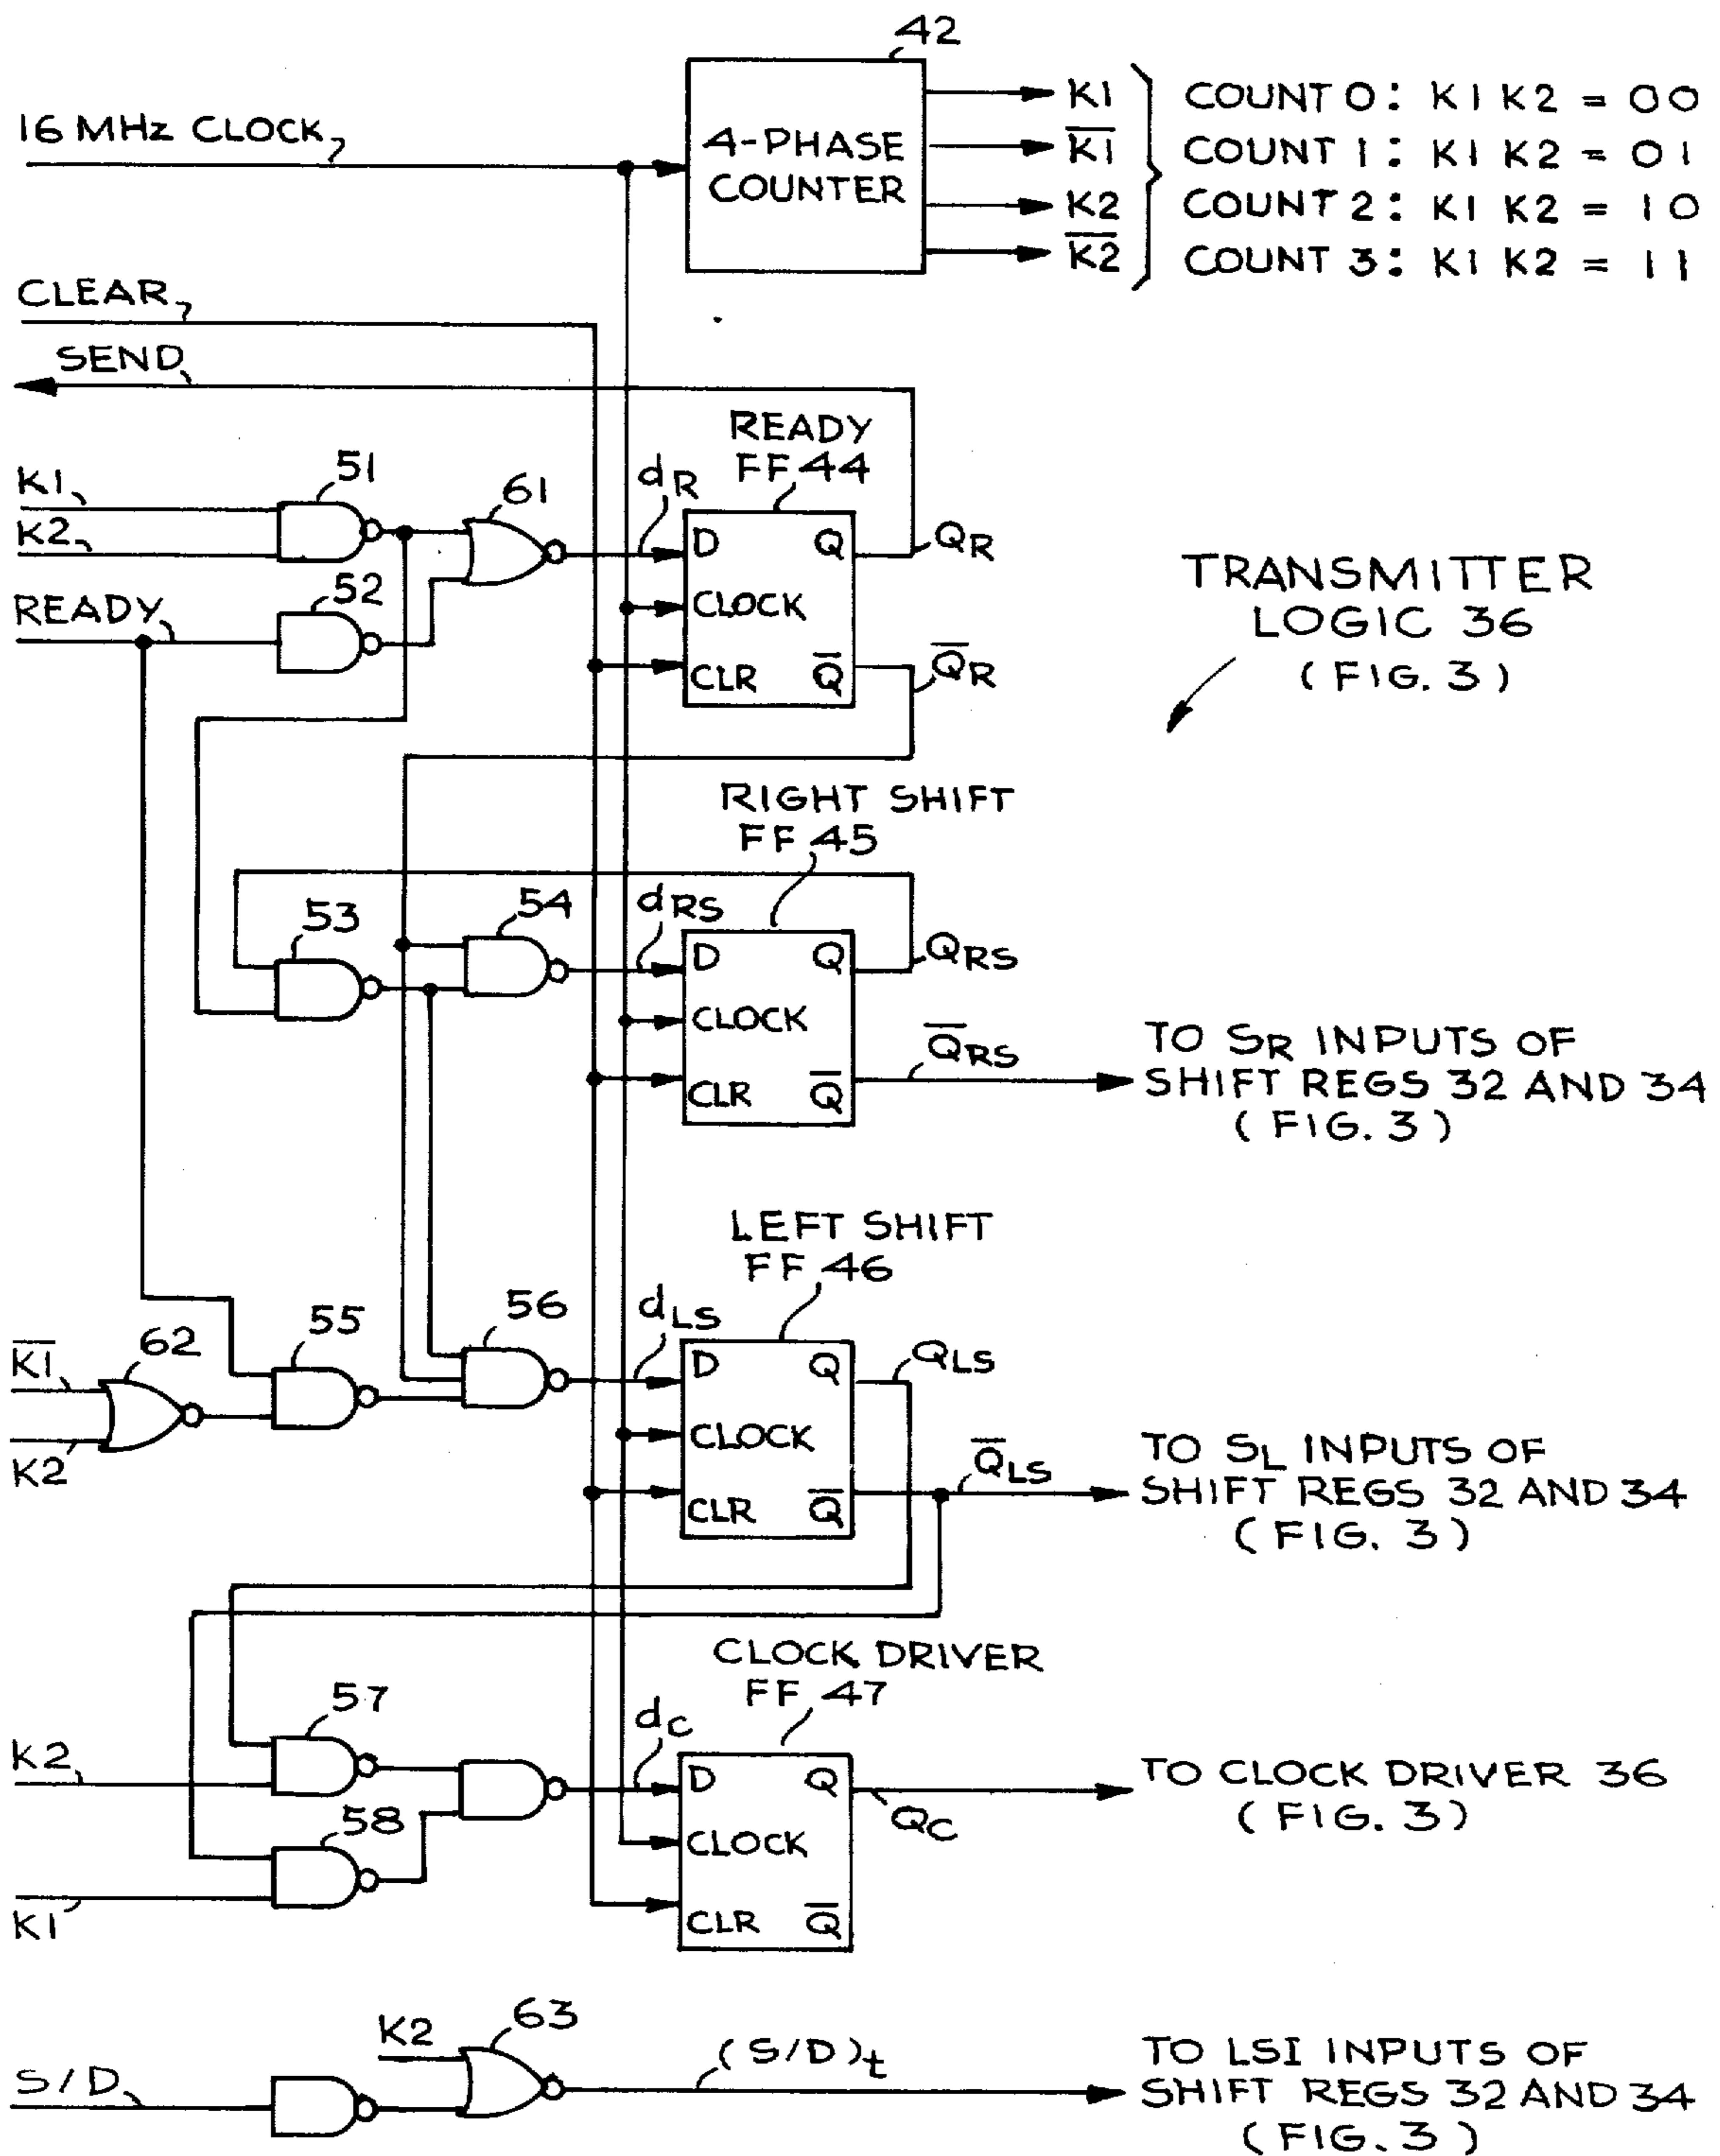 42
16 MHz CLOCK
4-PHASE
COUNTER
K1
K̅1̅
K2
K̅2̅
COUNT 0: K1 K2 = 00
COUNT 1: K1 K2 = 01
COUNT 2: K1 K2 = 10
COUNT 3: K1 K2 = 11
CLEAR
SEND
READY
FF 44
K1
K2
51
61
dR
D
Q
QR
READY
52
CLOCK
CLR
Q̅
Q̅R
TRANSMITTER
LOGIC 36
(FIG. 3)
RIGHT SHIFT
FF 45
53
54
dRS
D
Q
QRS
CLOCK
CLR
Q̅
Q̅RS
TO SR INPUTS OF
SHIFT REGS 32 AND 34
(FIG. 3)
LEFT SHIFT
FF 46
K̅1̅
K2
62
55
56
dLS
D
Q
QLS
CLOCK
CLR
Q̅
Q̅LS
TO SL INPUTS OF
SHIFT REGS 32 AND 34
(FIG. 3)
CLOCK DRIVER
FF 47
K2
57
58
K1
dC
D
Q
QC
CLOCK
CLR
Q̅
TO CLOCK DRIVER 36
(FIG. 3)
S/D
K2
63
(S/D)t
TO LSI INPUTS OF
SHIFT REGS 32 AND 34
(FIG. 3)